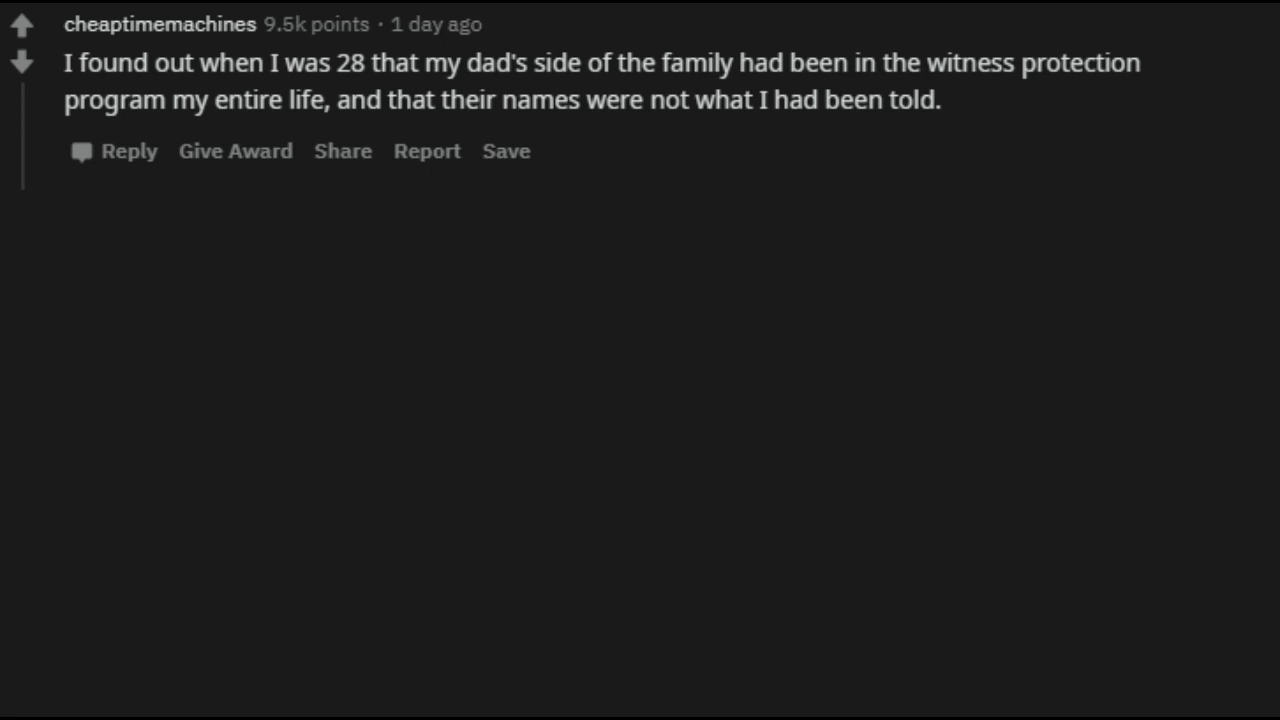 cheaptimemachines 9.5k points · 1 day ago
I found out when I was 28 that my dad's side of the family had been in the witness protection
program my entire life, and that their names were not what I had been told.
Reply Give Award Share Report Save